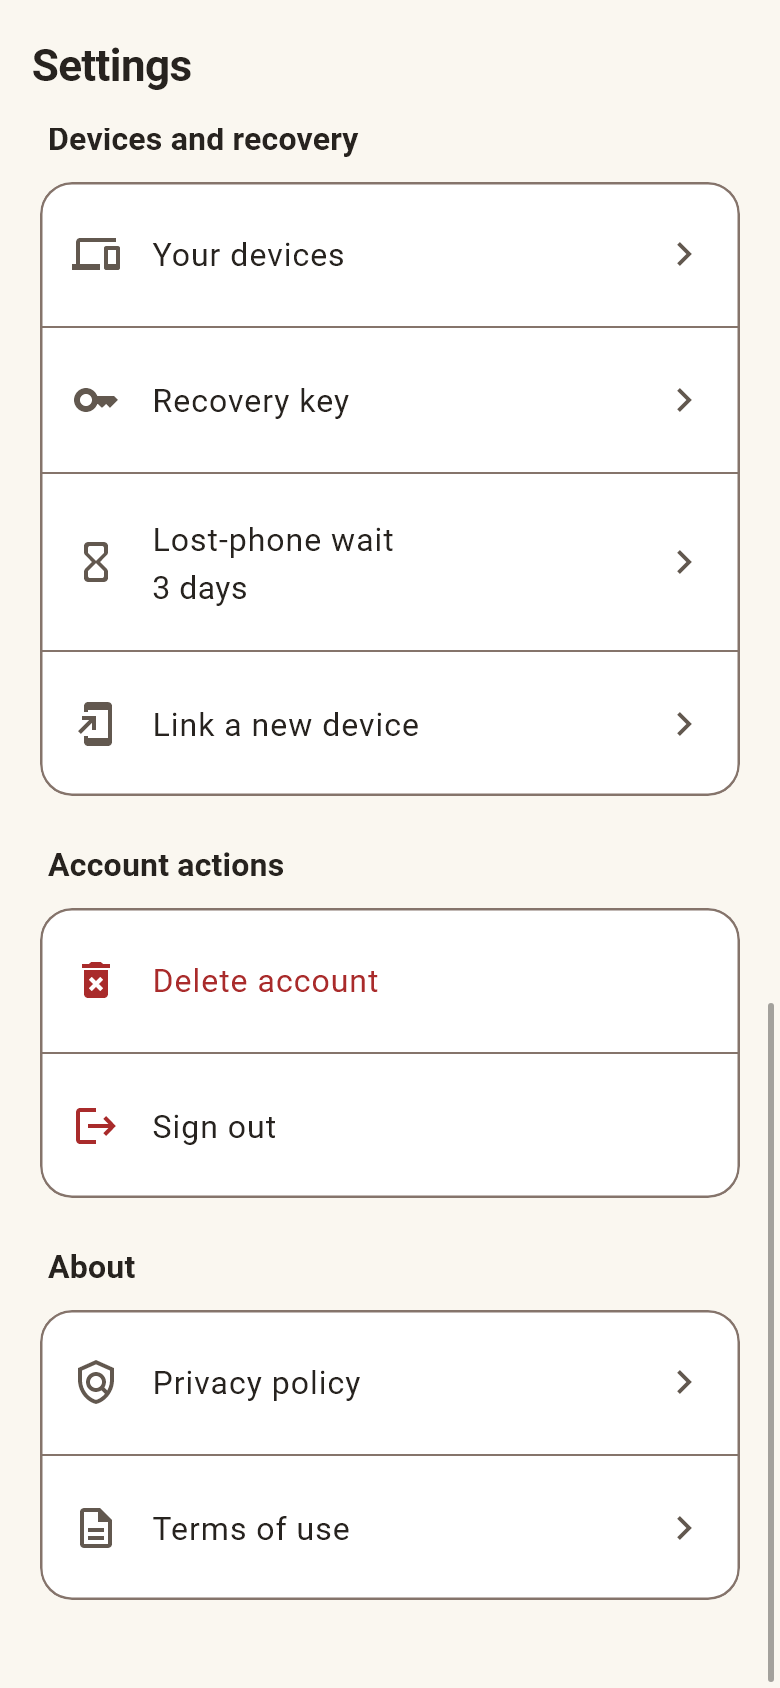 Settings
Devices and recovery
Your devices
Recovery key
Lost-phone wait
3 days
Link a new device
Account actions
Delete account
Sign out
About
Privacy policy
Terms of use